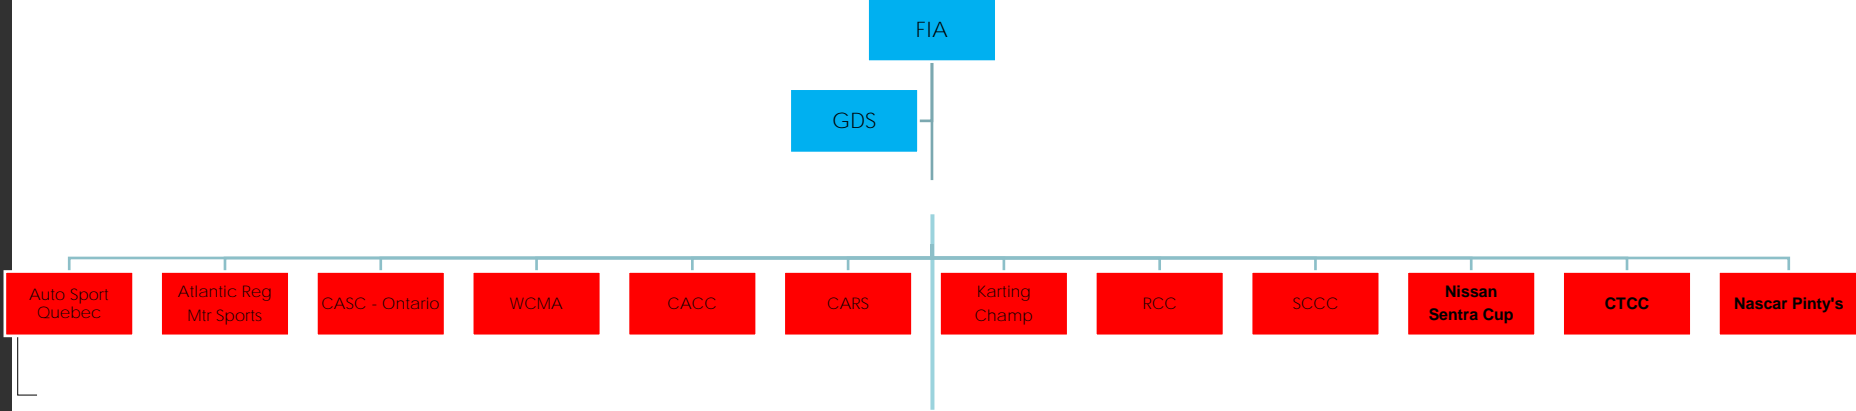 FIA
GDS
Auto Sport
Quebec
Atlantic Reg
Mtr Sports
CASC - Ontario
WCMA
CACC
CARS
Karting
Champ
RCC
SCCC
Nissan
Sentra Cup
CTCC
Nascar Pinty's